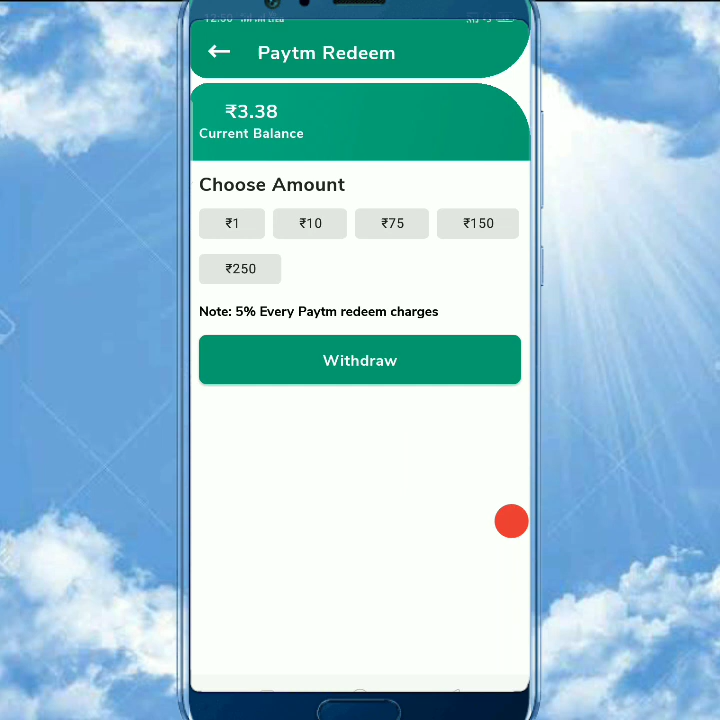 Paytm Redeem
₹3.38
Current Balance
Choose Amount
₹1 ₹10 ₹75 ₹150
₹250
Note: 5% Every Paytm redeem charges
Withdraw